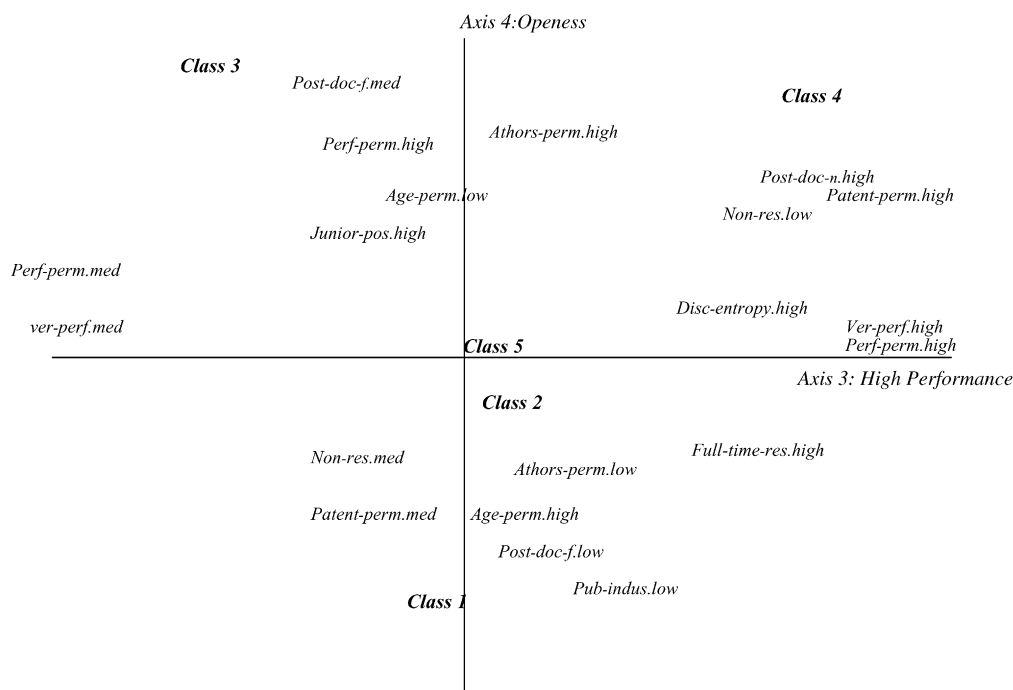 Axis 4:Openess
Class 3
Post-doc-f.med
Class 4
Athors-perm.high
Perf-perm.high
Post-doc-n.high
Age-perm.low
Patent-perm.high
Non-res.low
Junior-pos.high
Perf-perm.med
Disc-entropy.high
ver-perf.med
Ver-perf.high
Class 5
Perf-perm.high
Axis 3: High Performance
Class 2
Full-time-res.high
Non-res.med
Athors-perm.low
Patent-perm.med
Age-perm.high
Post-doc-f.low
Pub-indus.low
Class 1